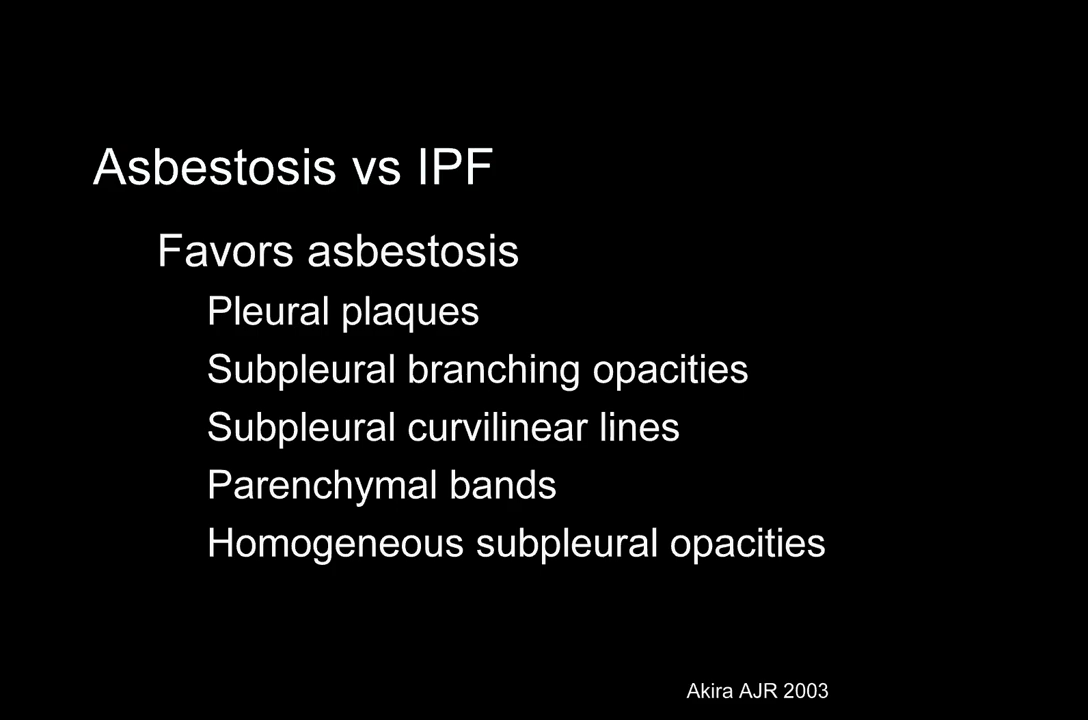 Asbestosis vs IPF
Favors asbestosis
Pleural plaques
Subpleural branching opacities
Subpleural curvilinear lines
Parenchymal bands
Homogeneous subpleural opacities
Akira AJR 2003